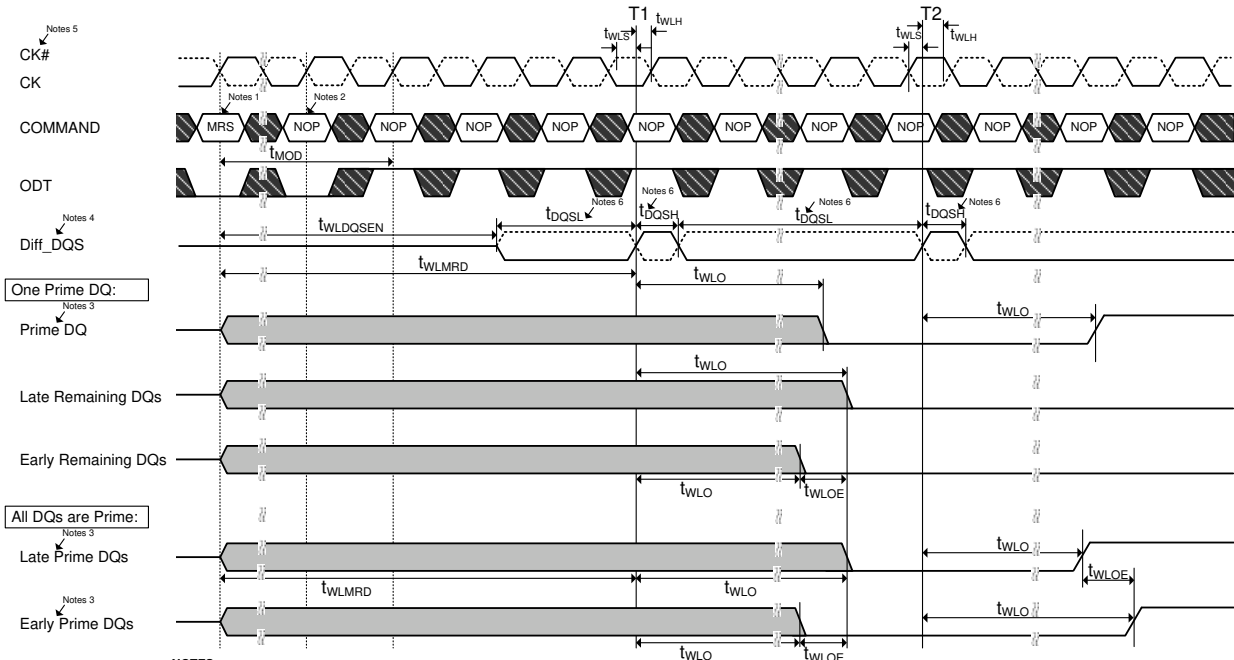 T1 T2
Notes 5 tWLS tWLH tWLS tWLH
CK#
CK
Notes 1 Notes 2
COMMAND MRS NOP NOP NOP NOP NOP NOP NOP NOP NOP NOP
tMOD
ODT
Notes 4 tWLDQSEN tDQSL Notes 6 tDQSH Notes 6 tDQSL Notes 6 tDQSH Notes 6
Diff_DQS
tWLMRD tWLO
One Prime DQ:
Notes 3 tWLO
Prime DQ
tWLO
Late Remaining DQs
Early Remaining DQs
tWLO tWLOE
All DQs are Prime:
Notes 3 tWLO
Late Prime DQs
tWLMRD tWLO tWLOE
Notes 3 tWLO
Early Prime DQs
tWLO tWLOE